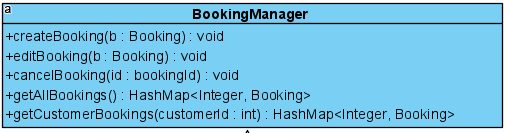 a
BookingManager
+createBooking(b : Booking) : void
+editBooking(b : Booking) : void
+cancelBooking(id : bookingId) : void
+getAllBookings() : HashMap<Integer, Booking>
+getCustomerBookings(customerId : int) : HashMap<Integer, Booking>